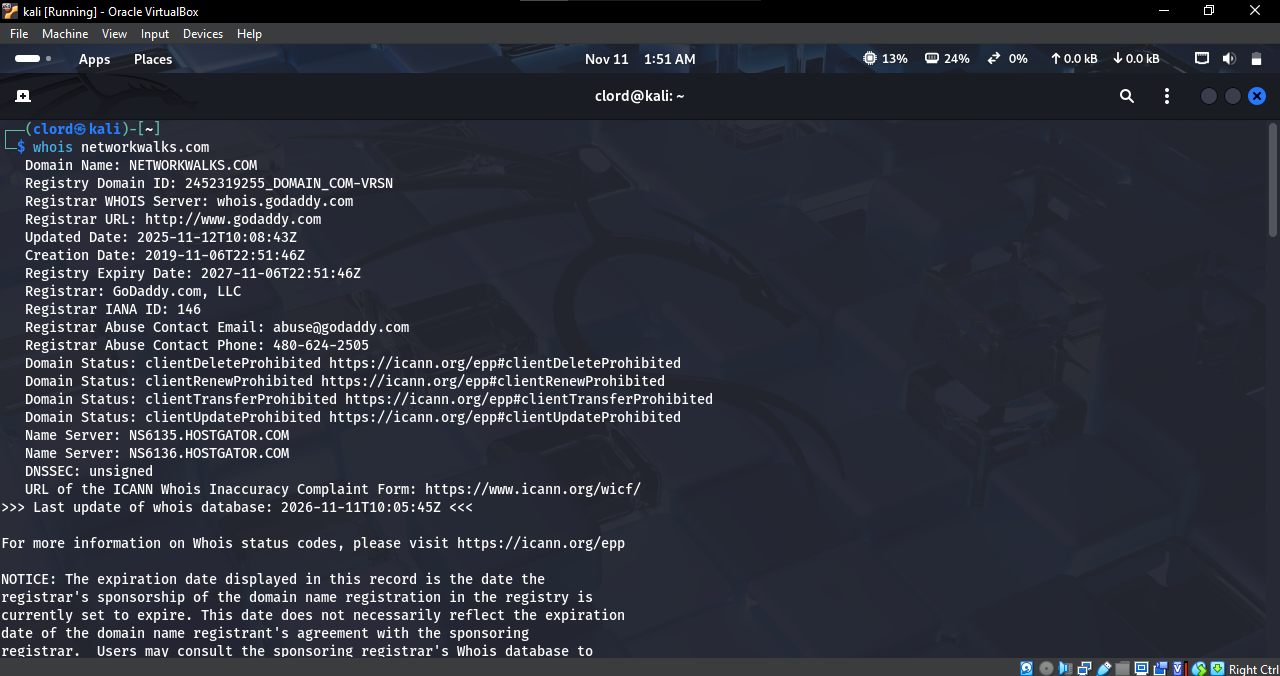 kali [Running] - Oracle VirtualBox
File Machine View Input Devices Help
Apps Places Nov 11 1:51 AM 13% 24% 0% ↑0.0 kB ↓0.0 kB
clord@kali: ~
┌──(clord㉿kali)-[~]
└─$ whois networkwalks.com
Domain Name: NETWORKWALKS.COM
Registry Domain ID: 2452319255_DOMAIN_COM-VRSN
Registrar WHOIS Server: whois.godaddy.com
Registrar URL: http://www.godaddy.com
Updated Date: 2025-11-12T10:08:43Z
Creation Date: 2019-11-06T22:51:46Z
Registry Expiry Date: 2027-11-06T22:51:46Z
Registrar: GoDaddy.com, LLC
Registrar IANA ID: 146
Registrar Abuse Contact Email: abuse@godaddy.com
Registrar Abuse Contact Phone: 480-624-2505
Domain Status: clientDeleteProhibited https://icann.org/epp#clientDeleteProhibited
Domain Status: clientRenewProhibited https://icann.org/epp#clientRenewProhibited
Domain Status: clientTransferProhibited https://icann.org/epp#clientTransferProhibited
Domain Status: clientUpdateProhibited https://icann.org/epp#clientUpdateProhibited
Name Server: NS6135.HOSTGATOR.COM
Name Server: NS6136.HOSTGATOR.COM
DNSSEC: unsigned
URL of the ICANN Whois Inaccuracy Complaint Form: https://www.icann.org/wicf/
>>> Last update of whois database: 2026-11-11T10:05:45Z <<<
For more information on Whois status codes, please visit https://icann.org/epp
NOTICE: The expiration date displayed in this record is the date the
registrar's sponsorship of the domain name registration in the registry is
currently set to expire. This date does not necessarily reflect the expiration
date of the domain name registrant's agreement with the sponsoring
registrar. Users may consult the sponsoring registrar's Whois database to
Right Ctrl